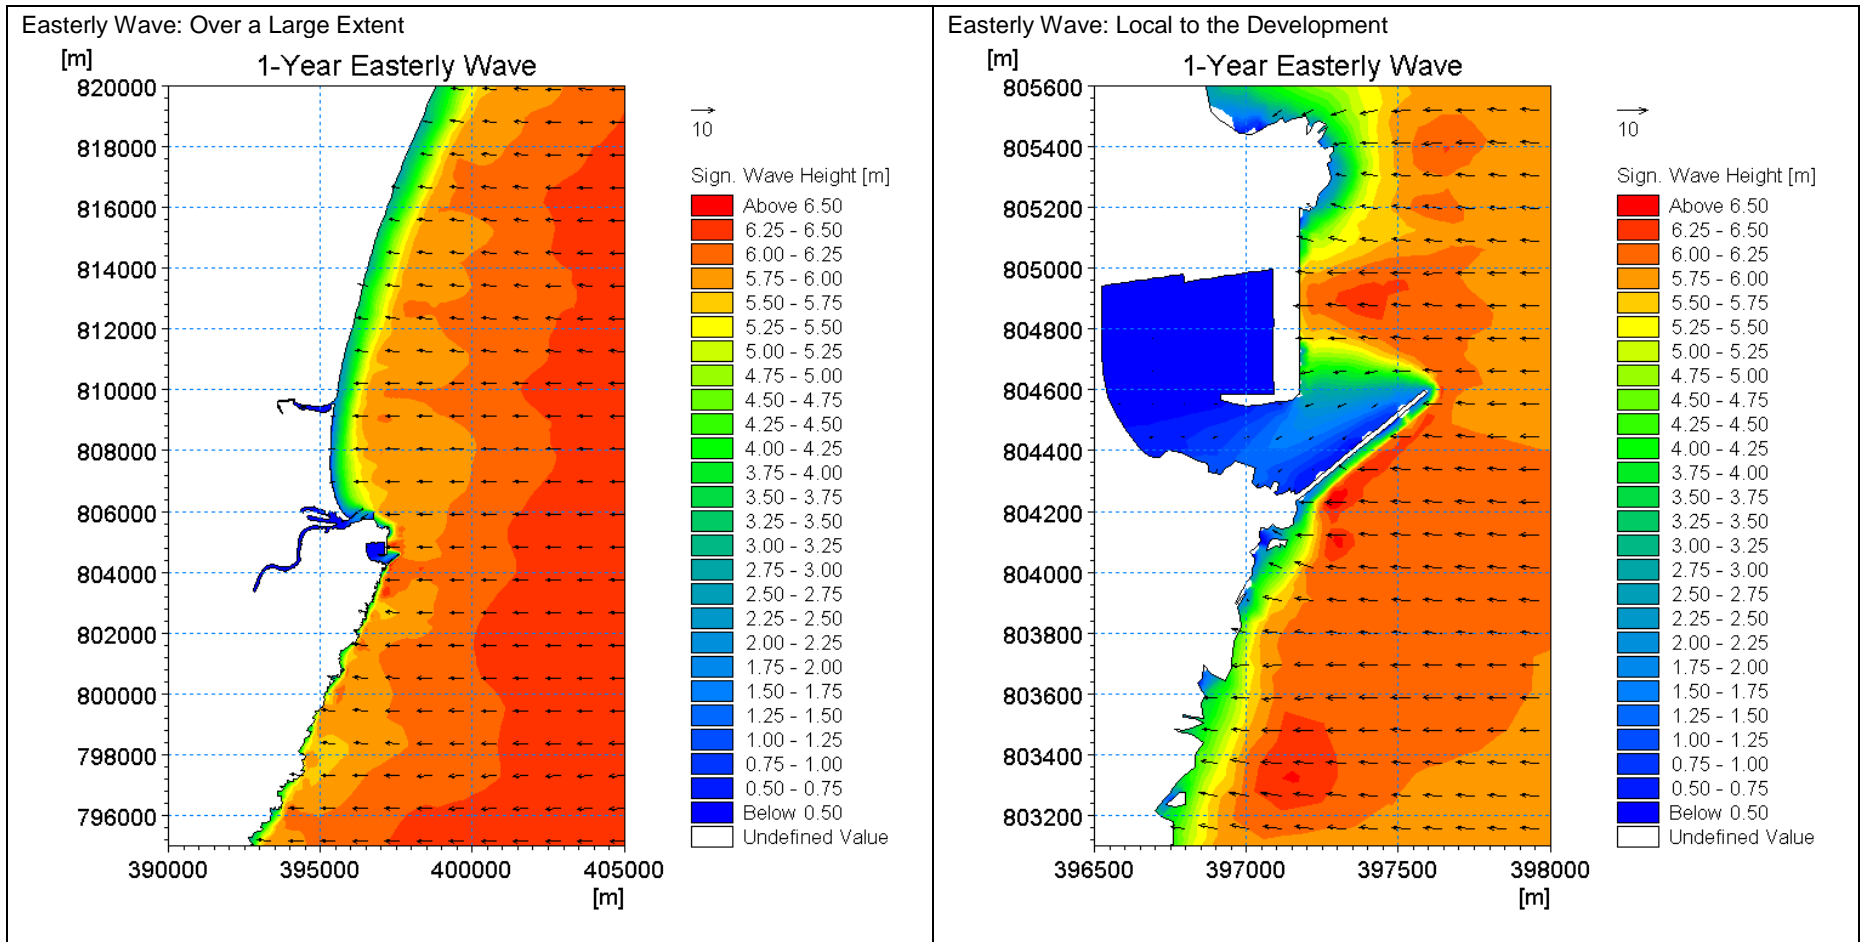 Easterly Wave: Over a Large Extent
[m]
1-Year Easterly Wave
820000
818000
816000
814000
812000
810000
808000
806000
804000
802000
800000
798000
796000
390000 395000 400000 405000
[m]
10
Sign. Wave Height [m]
Above 6.50
6.25 - 6.50
6.00 - 6.25
5.75 - 6.00
5.50 - 5.75
5.25 - 5.50
5.00 - 5.25
4.75 - 5.00
4.50 - 4.75
4.25 - 4.50
4.00 - 4.25
3.75 - 4.00
3.50 - 3.75
3.25 - 3.50
3.00 - 3.25
2.75 - 3.00
2.50 - 2.75
2.25 - 2.50
2.00 - 2.25
1.75 - 2.00
1.50 - 1.75
1.25 - 1.50
1.00 - 1.25
0.75 - 1.00
0.50 - 0.75
Below 0.50
Undefined Value
Easterly Wave: Local to the Development
[m]
1-Year Easterly Wave
805600
805400
805200
805000
804800
804600
804400
804200
804000
803800
803600
803400
803200
396500 397000 397500 398000
[m]
10
Sign. Wave Height [m]
Above 6.50
6.25 - 6.50
6.00 - 6.25
5.75 - 6.00
5.50 - 5.75
5.25 - 5.50
5.00 - 5.25
4.75 - 5.00
4.50 - 4.75
4.25 - 4.50
4.00 - 4.25
3.75 - 4.00
3.50 - 3.75
3.25 - 3.50
3.00 - 3.25
2.75 - 3.00
2.50 - 2.75
2.25 - 2.50
2.00 - 2.25
1.75 - 2.00
1.50 - 1.75
1.25 - 1.50
1.00 - 1.25
0.75 - 1.00
0.50 - 0.75
Below 0.50
Undefined Value